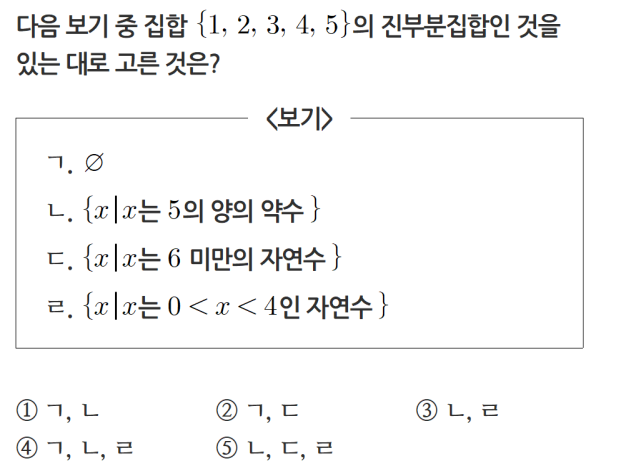 다음 보기 중 집합 {1, 2, 3, 4, 5}의 진부분집합인 것을
있는 대로 고른 것은?
<보기>
ㄱ. ∅
ㄴ. {x|x는 5의 양의 약수}
ㄷ. {x|x는 6 미만의 자연수}
ㄹ. {x|x는 0 < x < 4인 자연수}
① ㄱ, ㄴ ② ㄱ, ㄷ ③ ㄴ, ㄹ
④ ㄱ, ㄴ, ㄹ ⑤ ㄴ, ㄷ, ㄹ